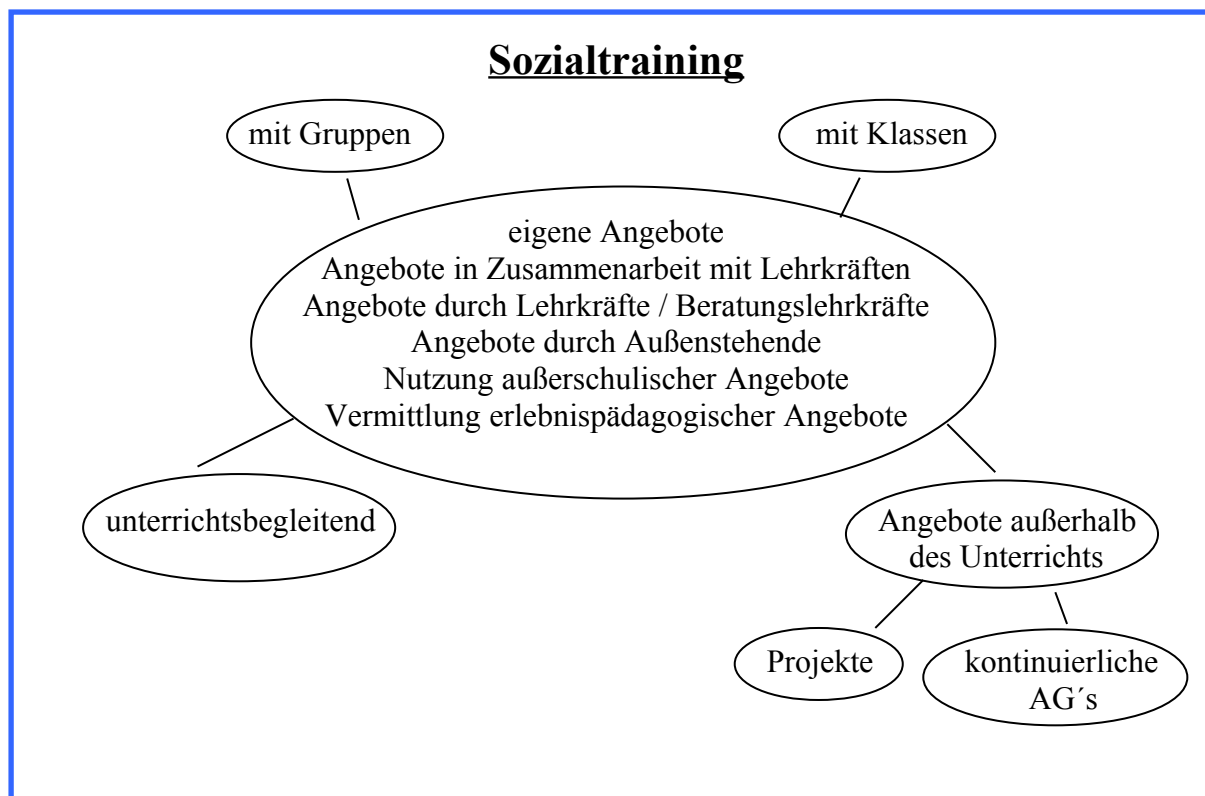 Sozialtraining
mit Gruppen
mit Klassen
eigene Angebote
Angebote in Zusammenarbeit mit Lehrkräften
Angebote durch Lehrkräfte / Beratungslehrkräfte
Angebote durch Außenstehende
Nutzung außerschulischer Angebote
Vermittlung erlebnispädagogischer Angebote
unterrichtsbegleitend
Angebote außerhalb
des Unterrichts
Projekte
kontinuierliche
AG´s